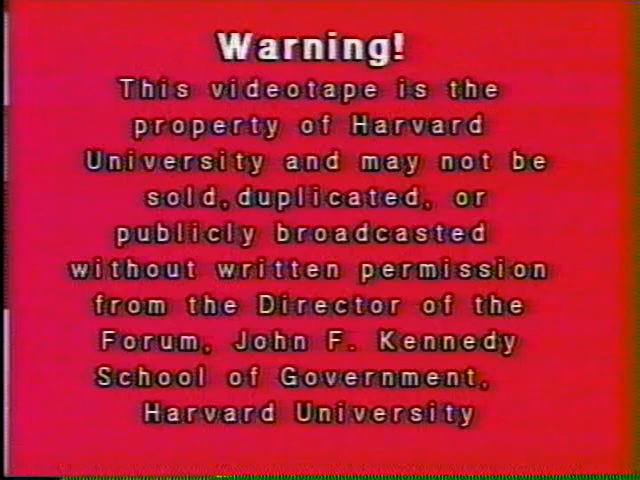 Warning!
This videotape is the
property of Harvard
University and may not be
sold,duplicated, or
publicly broadcasted
without written permission
from the Director of the
Forum, John F. Kennedy
School of Government,
Harvard University